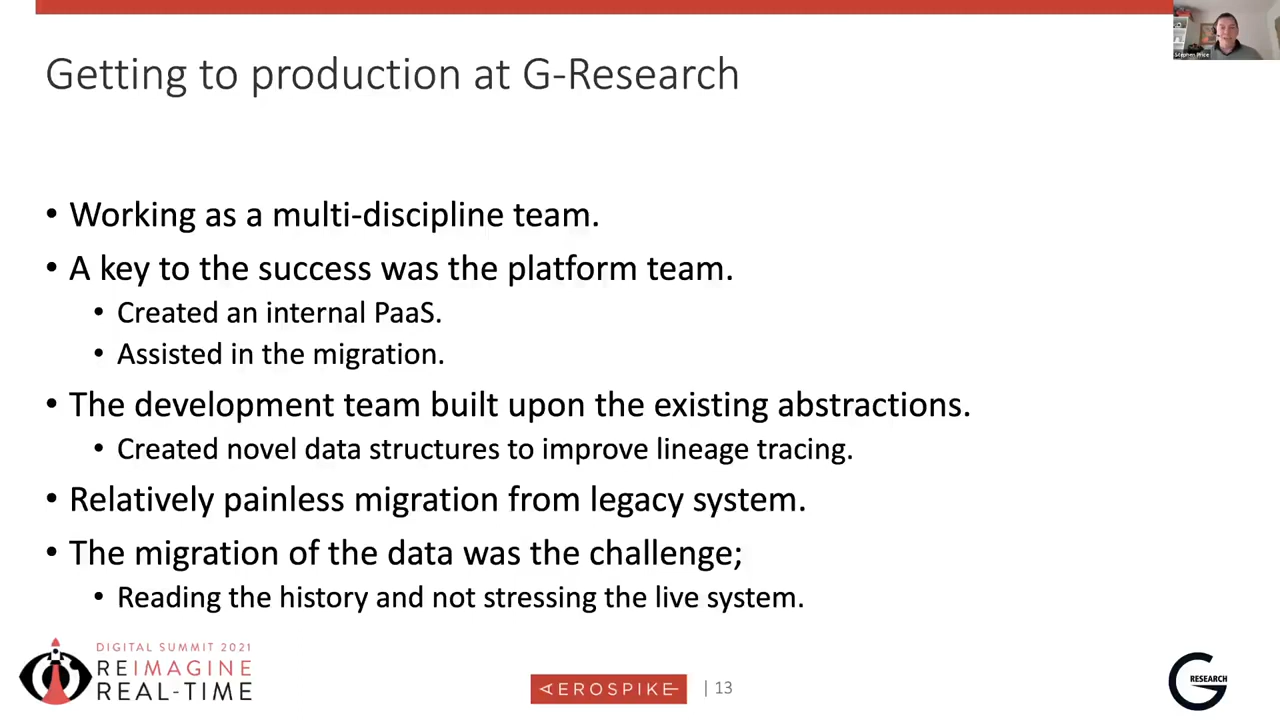 Stephen Price
Getting to production at G-Research
• Working as a multi-discipline team.
• A key to the success was the platform team.
• Created an internal PaaS.
• Assisted in the migration.
• The development team built upon the existing abstractions.
• Created novel data structures to improve lineage tracing.
• Relatively painless migration from legacy system.
• The migration of the data was the challenge;
• Reading the history and not stressing the live system.
DIGITAL SUMMIT 2021
REIMAGINE
REAL-TIME
AEROSPIKE
| 13
G RESEARCH